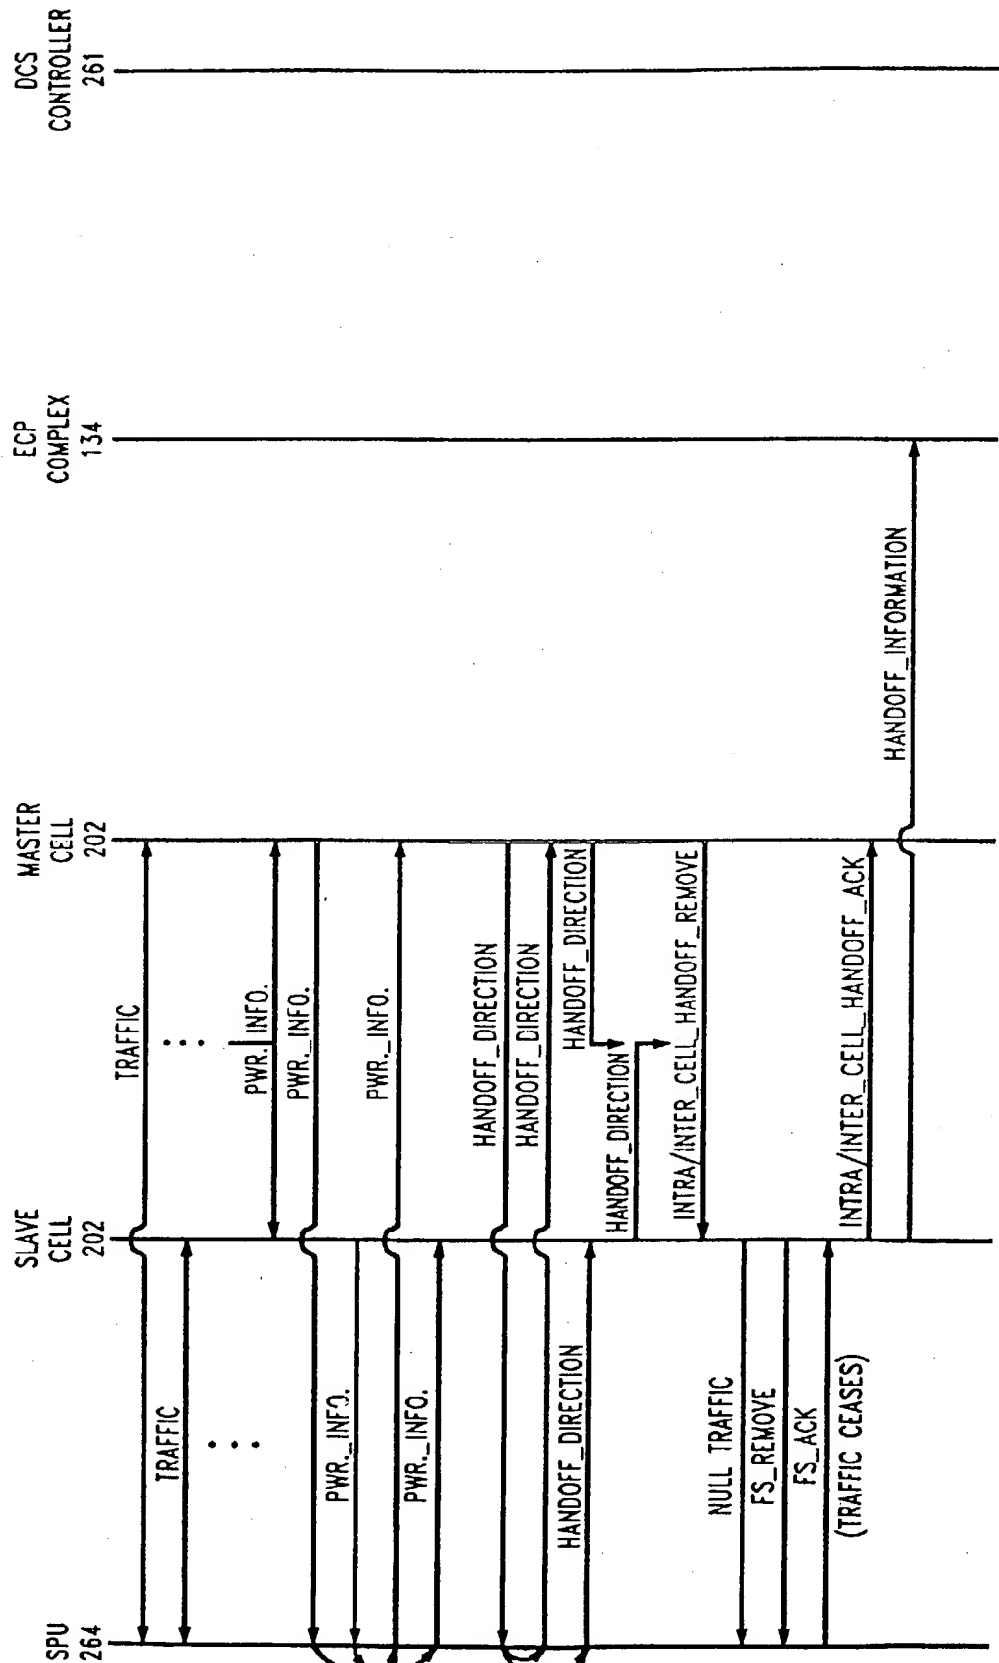 SPU
264
SLAVE
CELL
202
MASTER
CELL
202
ECP
COMPLEX
134
DCS
CONTROLLER
261
TRAFFIC
TRAFFIC
PWR._INFO.
PWR._INFO.
PWR._INFO.
PWR._INFO.
PWR._INFO.
HANDOFF_DIRECTION
HANDOFF_DIRECTION
HANDOFF_DIRECTION
HANDOFF_DIRECTION
HANDOFF_DIRECTION
INTRA/INTER_CELL_HANDOFF_REMOVE
NULL TRAFFIC
FS_REMOVE
FS_ACK
(TRAFFIC CEASES)
INTRA/INTER_CELL_HANDOFF_ACK
HANDOFF_INFORMATION